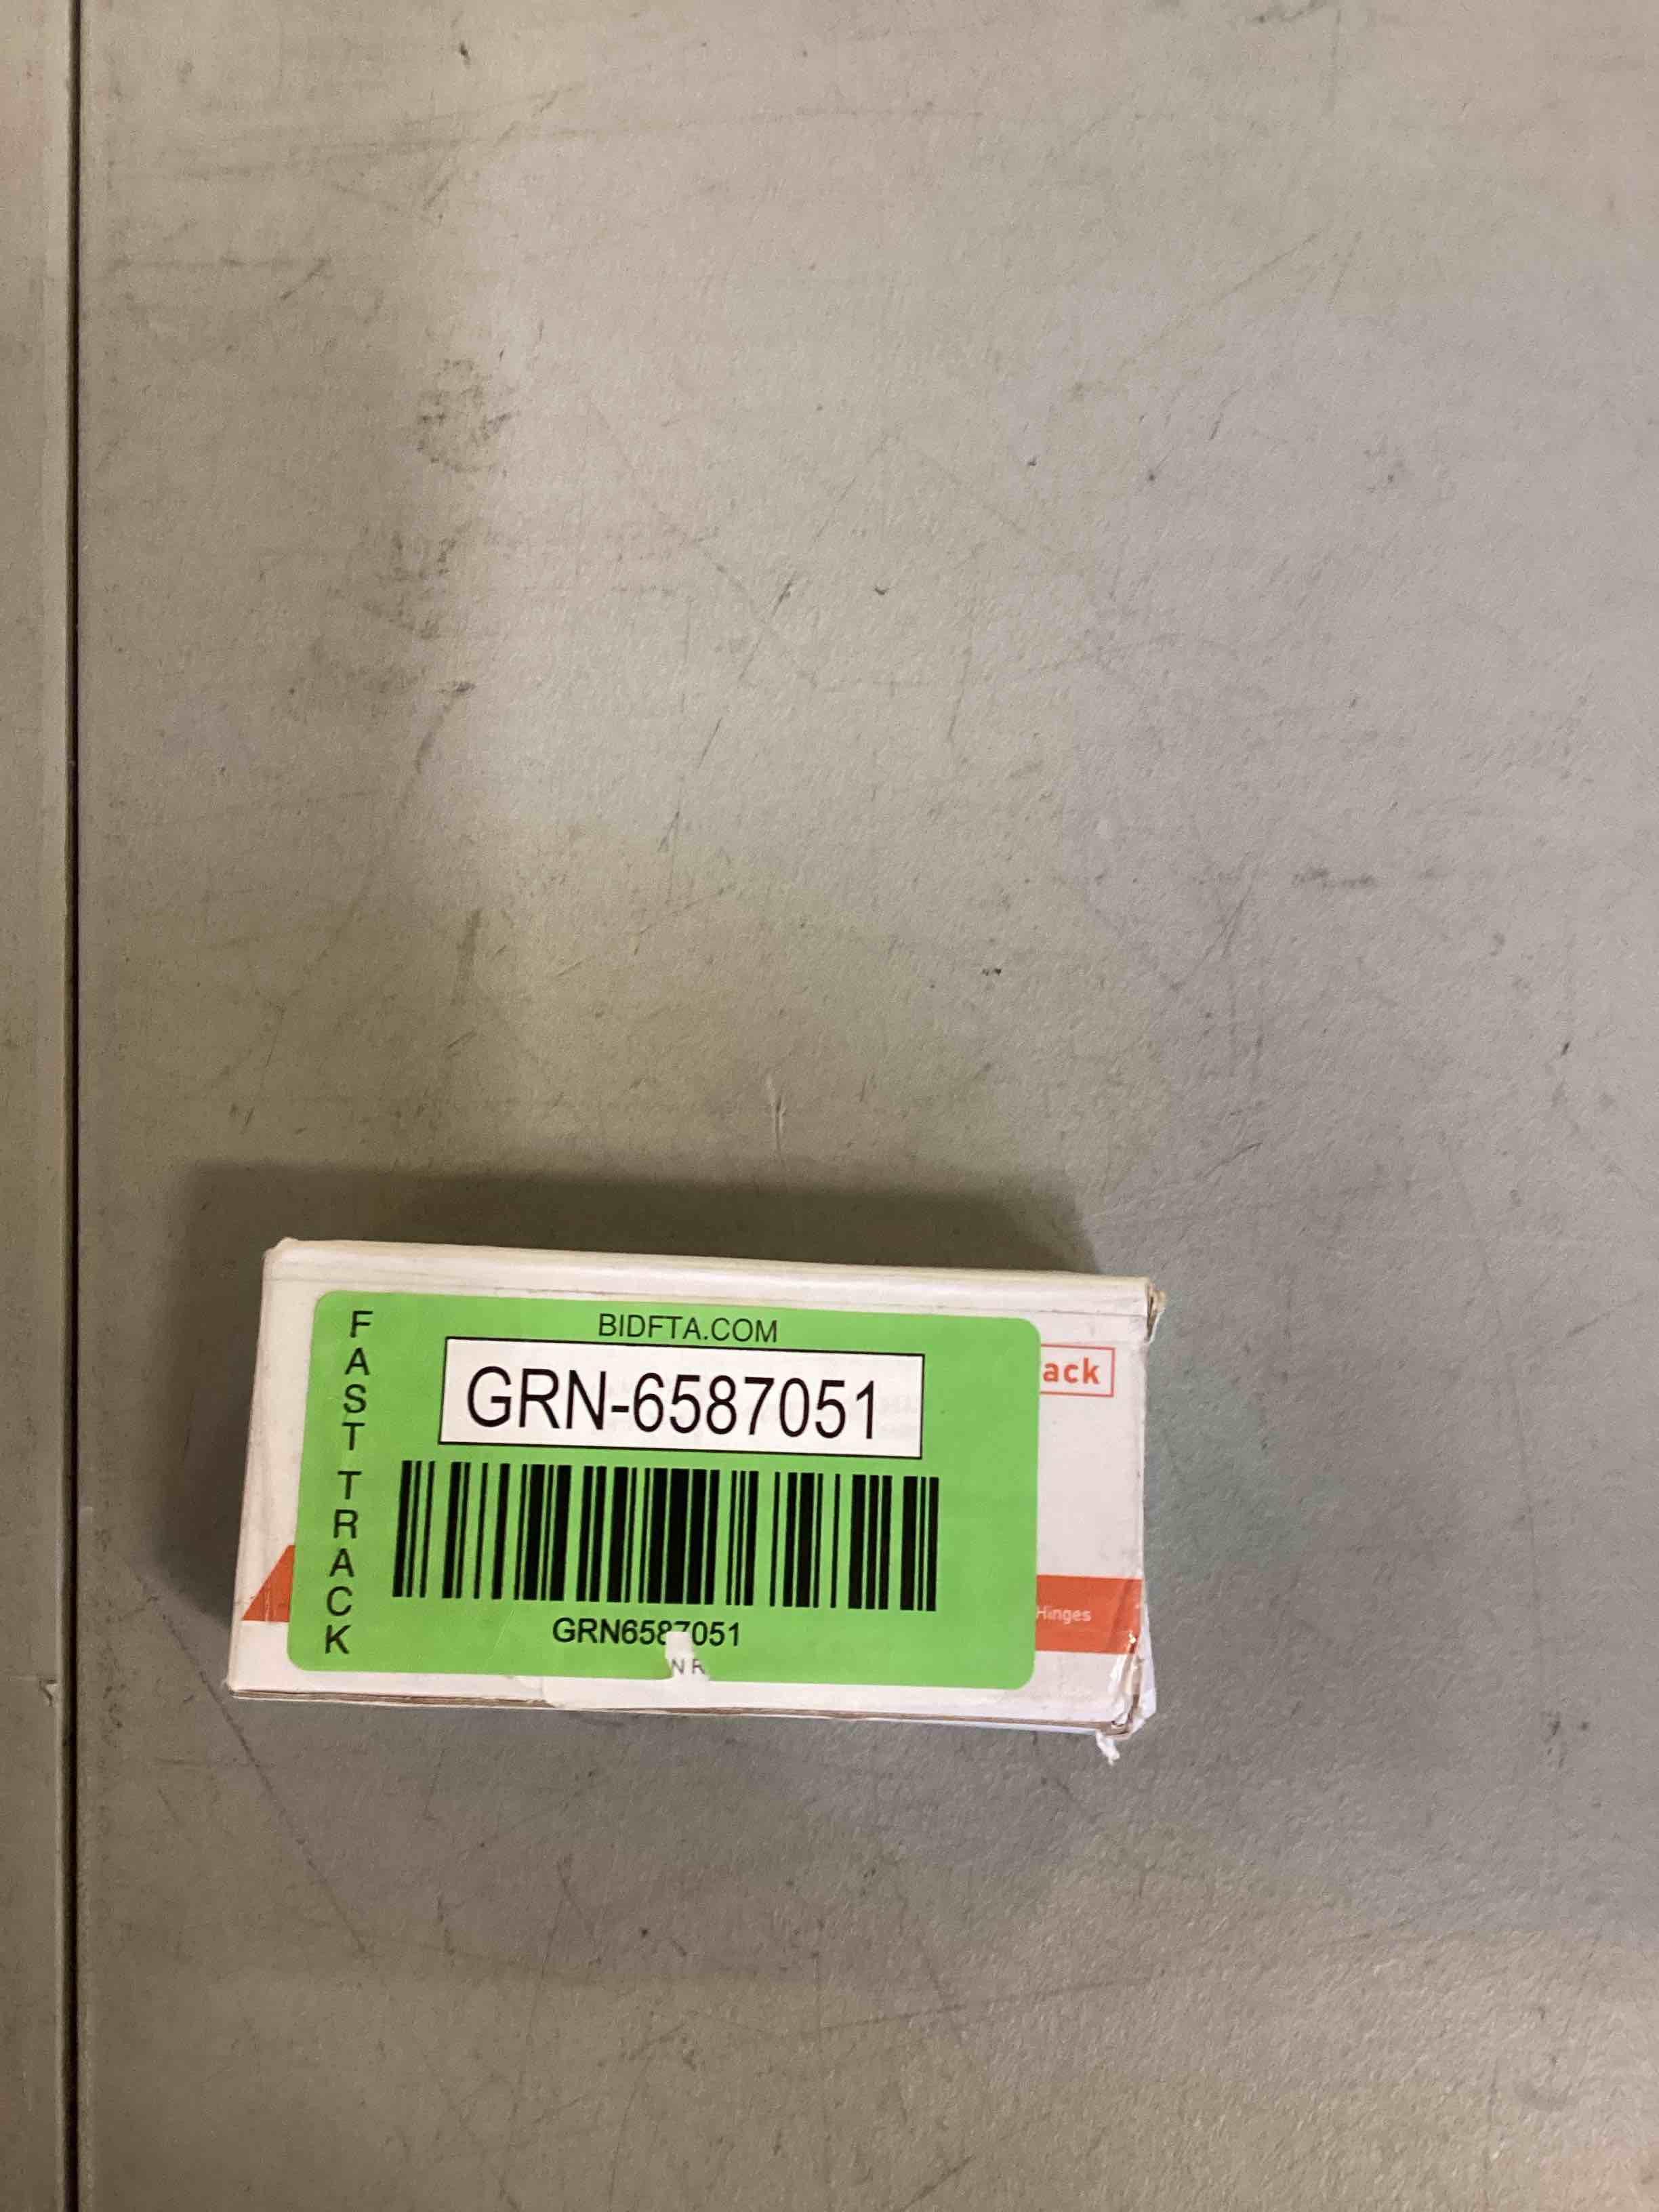 BIDFTA.COM
FAST TRACK
GRN-6587051
ack
Hinges
GRN6587051
N R